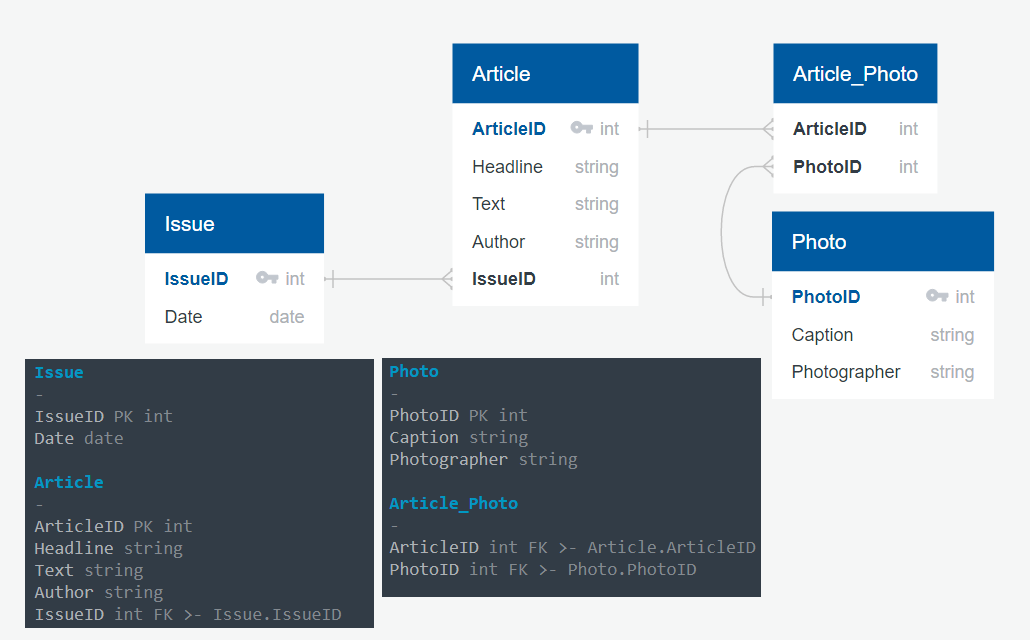 Article
ArticleID int
Headline string
Text string
Author string
IssueID int
Article_Photo
ArticleID int
PhotoID int
Issue
IssueID int
Date date
Photo
PhotoID int
Caption string
Photographer string
Issue
-
IssueID PK int
Date date
Article
-
ArticleID PK int
Headline string
Text string
Author string
IssueID int FK >- Issue.IssueID
Photo
-
PhotoID PK int
Caption string
Photographer string
Article_Photo
-
ArticleID int FK >- Article.ArticleID
PhotoID int FK >- Photo.PhotoID